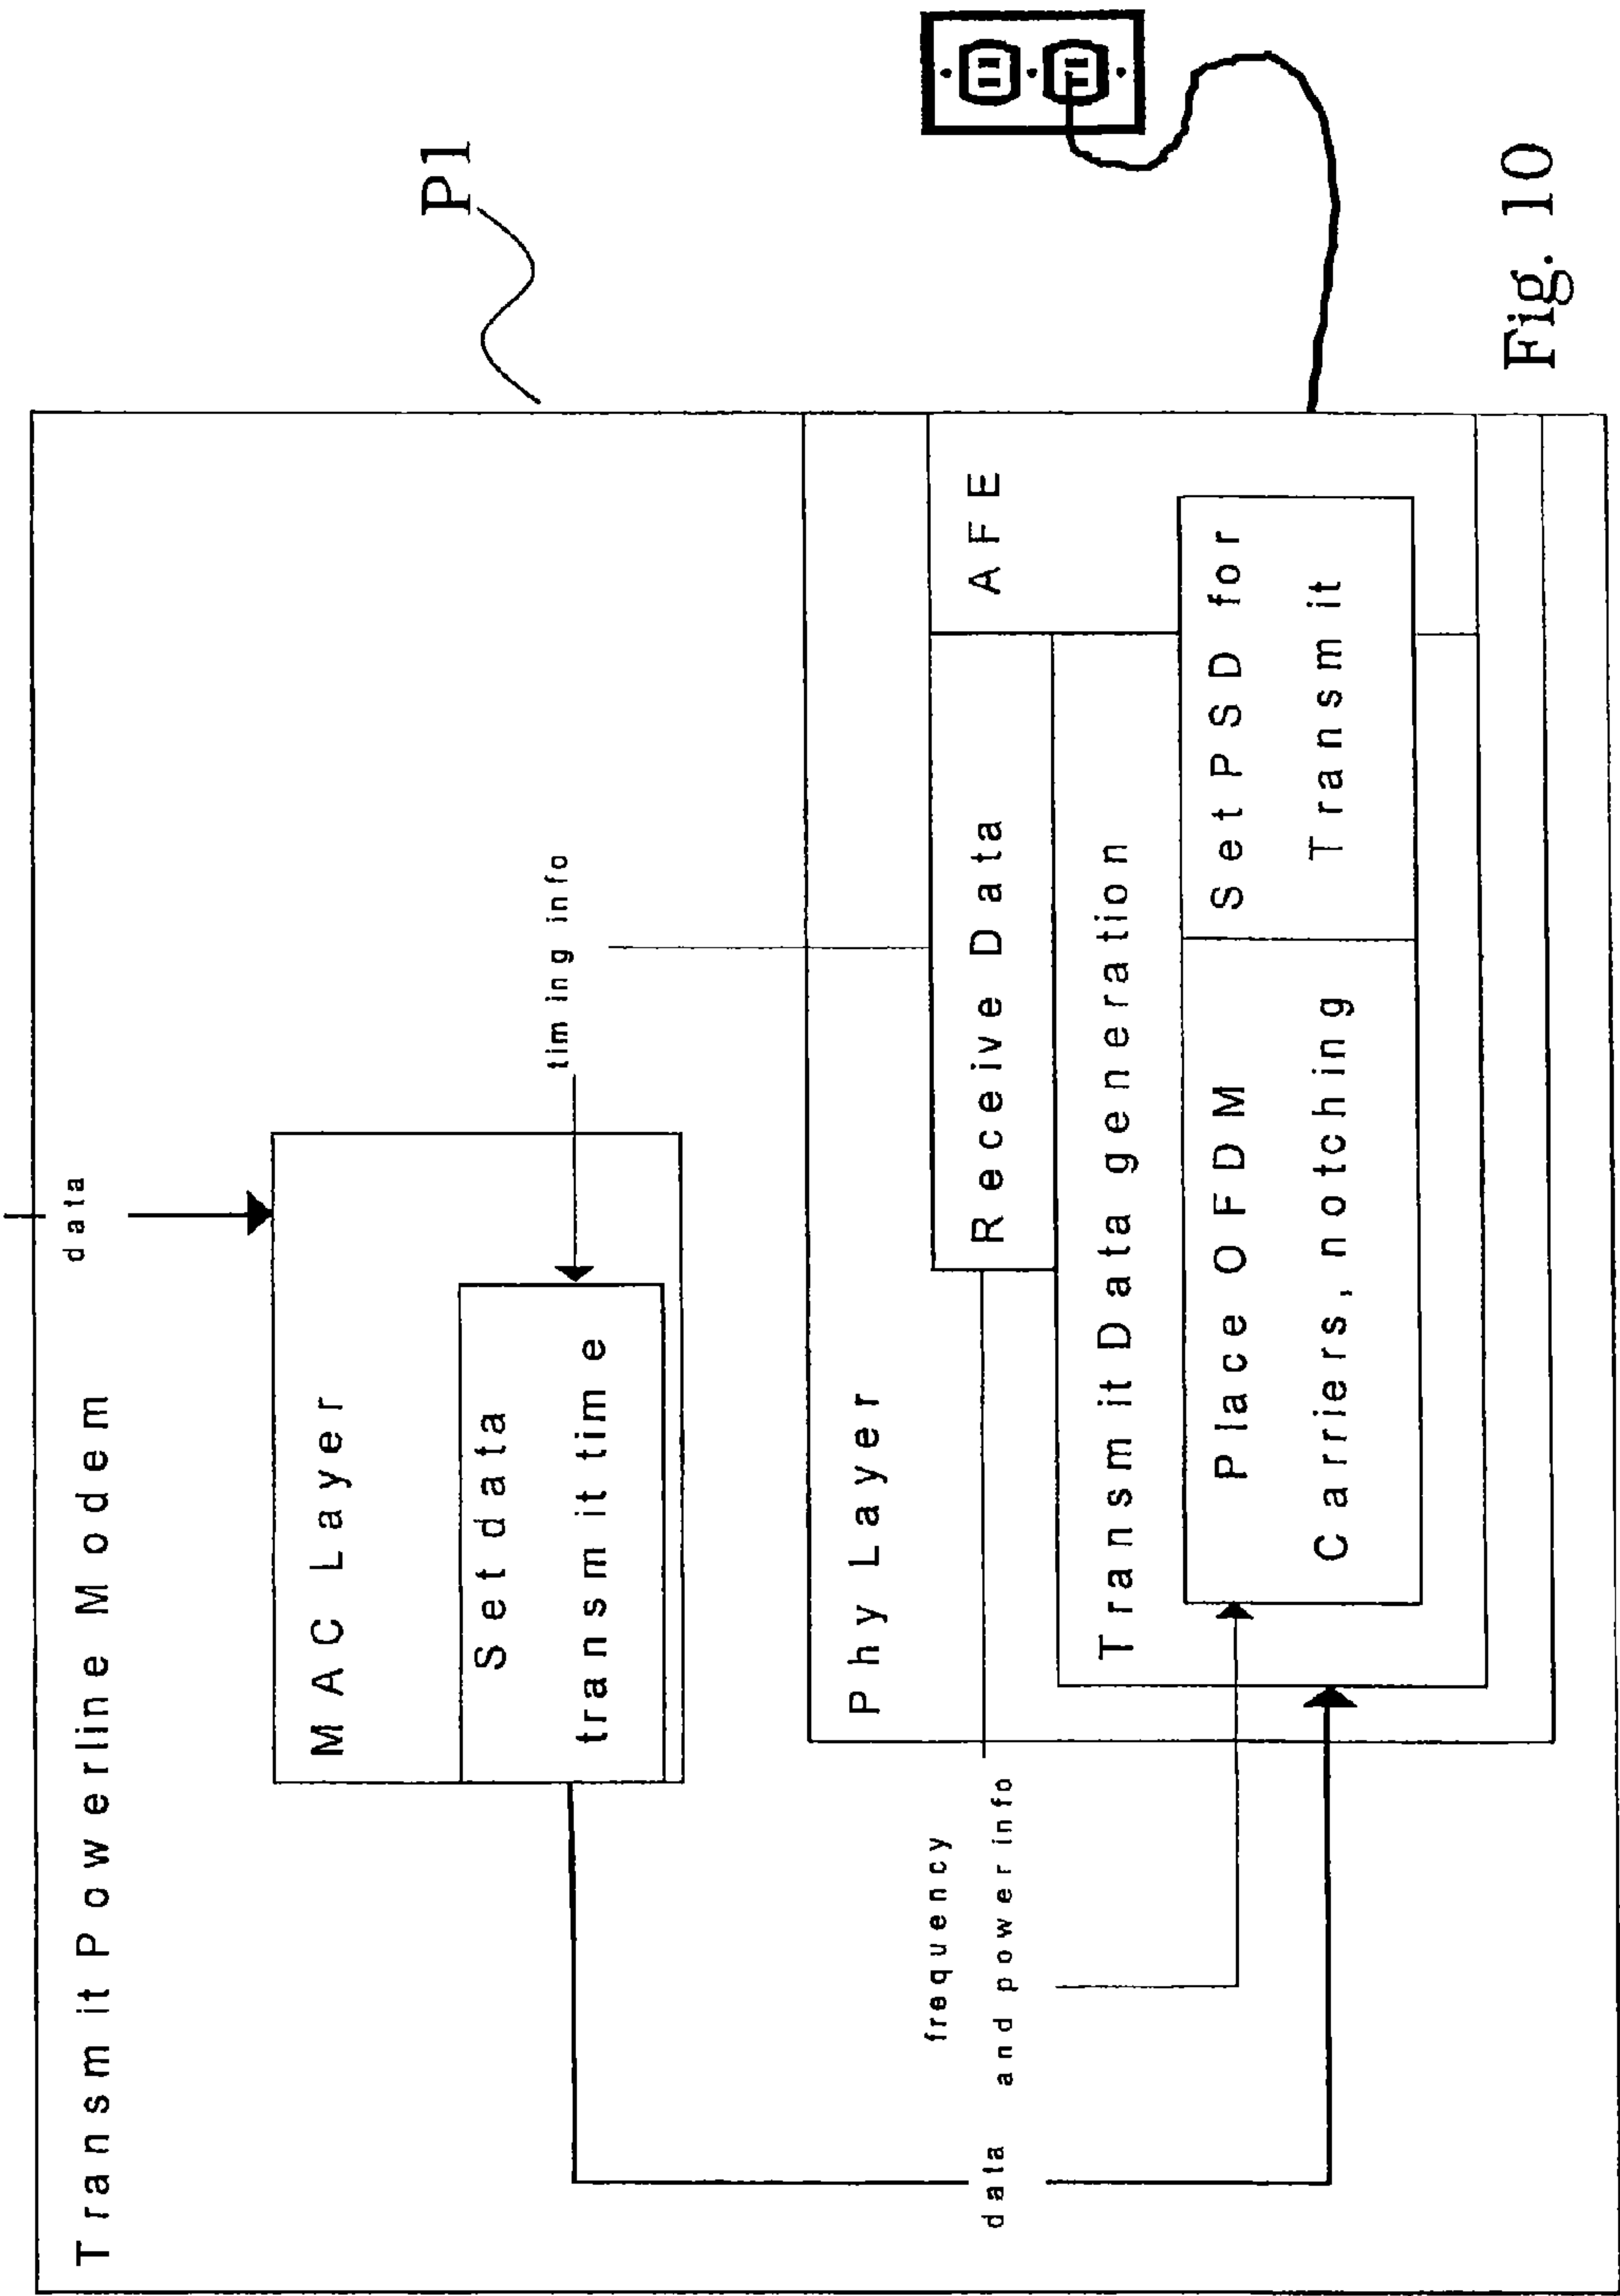 Transmit Powerline Modem
data
P1
MAC Layer
Set data
transmit time
timing info
Phy Layer
frequency
and power info
data
Receive Data
AFE
Transmit Data generation
Place OFDM
Carriers, notching
Set PSD for
Transmit
Fig. 10